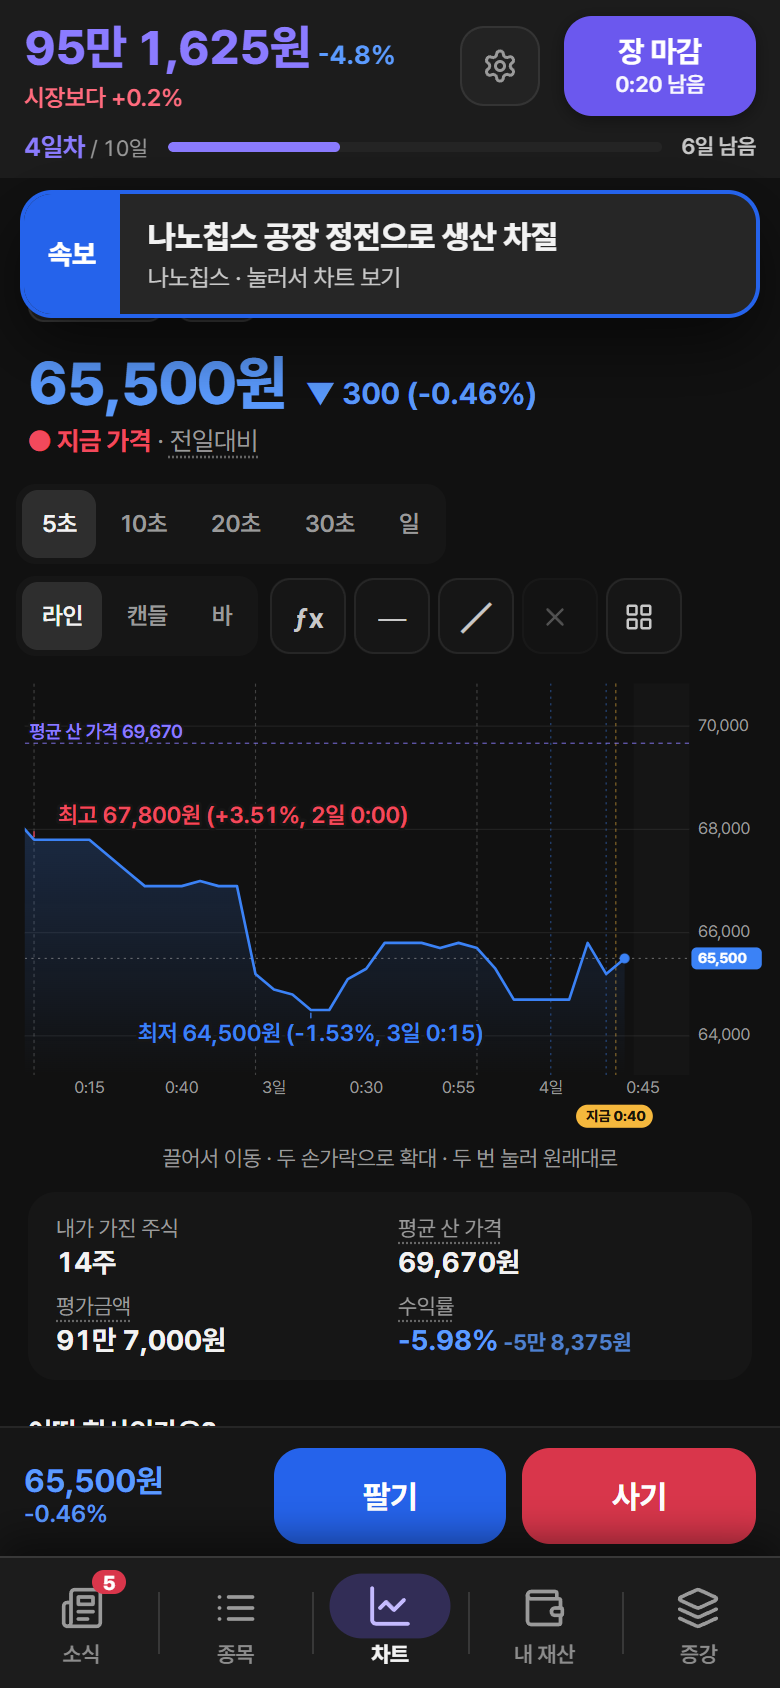 95만 1,625원 -4.8%
시장보다 +0.2%
장 마감
0:20 남음
4일차 / 10일
6일 남음
속보
나노칩스 공장 정전으로 생산 차질
나노칩스 · 눌러서 차트 보기
65,500원 ▼ 300 (-0.46%)
지금 가격 · 전일대비
5초 10초 20초 30초 일
라인 캔들 바 ƒx
평균 산 가격 69,670
70,000
최고 67,800원 (+3.51%, 2일 0:00)
68,000
66,000
65,500
최저 64,500원 (-1.53%, 3일 0:15)
64,000
0:15 0:40 3일 0:30 0:55 4일 0:45
지금 0:40
끌어서 이동 · 두 손가락으로 확대 · 두 번 눌러 원래대로
내가 가진 주식
14주
평균 산 가격
69,670원
평가금액
91만 7,000원
수익률
-5.98% -5만 8,375원
65,500원
-0.46%
팔기
사기
5
소식 종목 차트 내 재산 증강